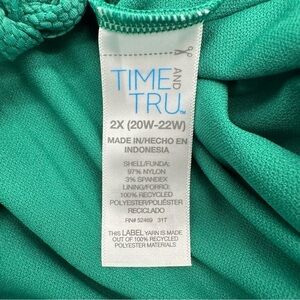 TIME AND
TRU™
2X (20W-22W)
MADE IN/HECHO EN
INDONESIA
SHELL/FUNDA:
97% NYLON
3% SPANDEX
LINING/FORRO:
100% RECYCLED
POLYESTER/POLIÉSTER
RECICLADO
RN# 52469 31T
THIS LABEL YARN IS MADE
OUT OF 100% RECYCLED
POLYESTER MATERIALS